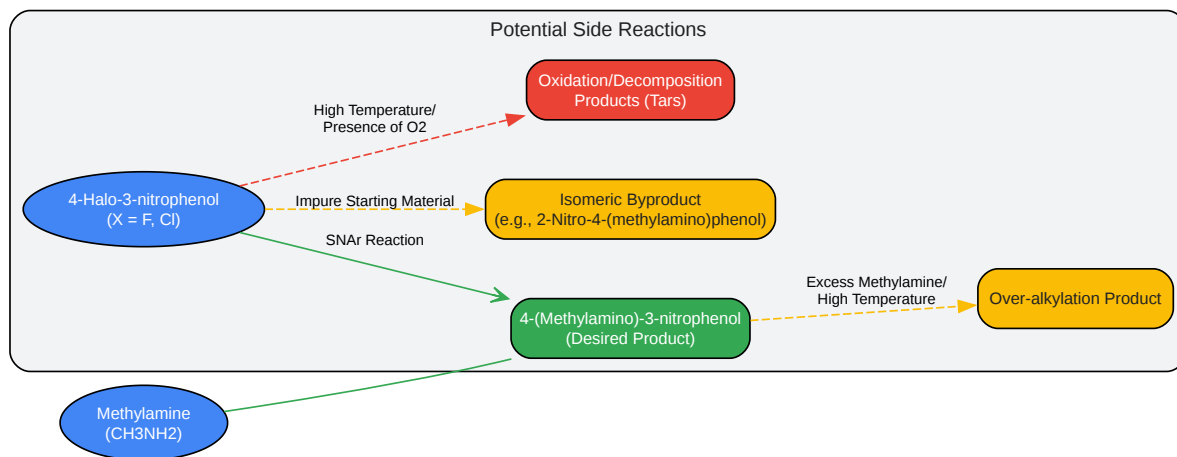 Potential Side Reactions
Oxidation/Decomposition
Products (Tars)
High Temperature/
Presence of O2
4-Halo-3-nitrophenol
(X = F, Cl)
Impure Starting Material
Isomeric Byproduct
(e.g., 2-Nitro-4-(methylamino)phenol)
SNAr Reaction
4-(Methylamino)-3-nitrophenol
(Desired Product)
Excess Methylamine/
High Temperature
Over-alkylation Product
Methylamine
(CH3NH2)